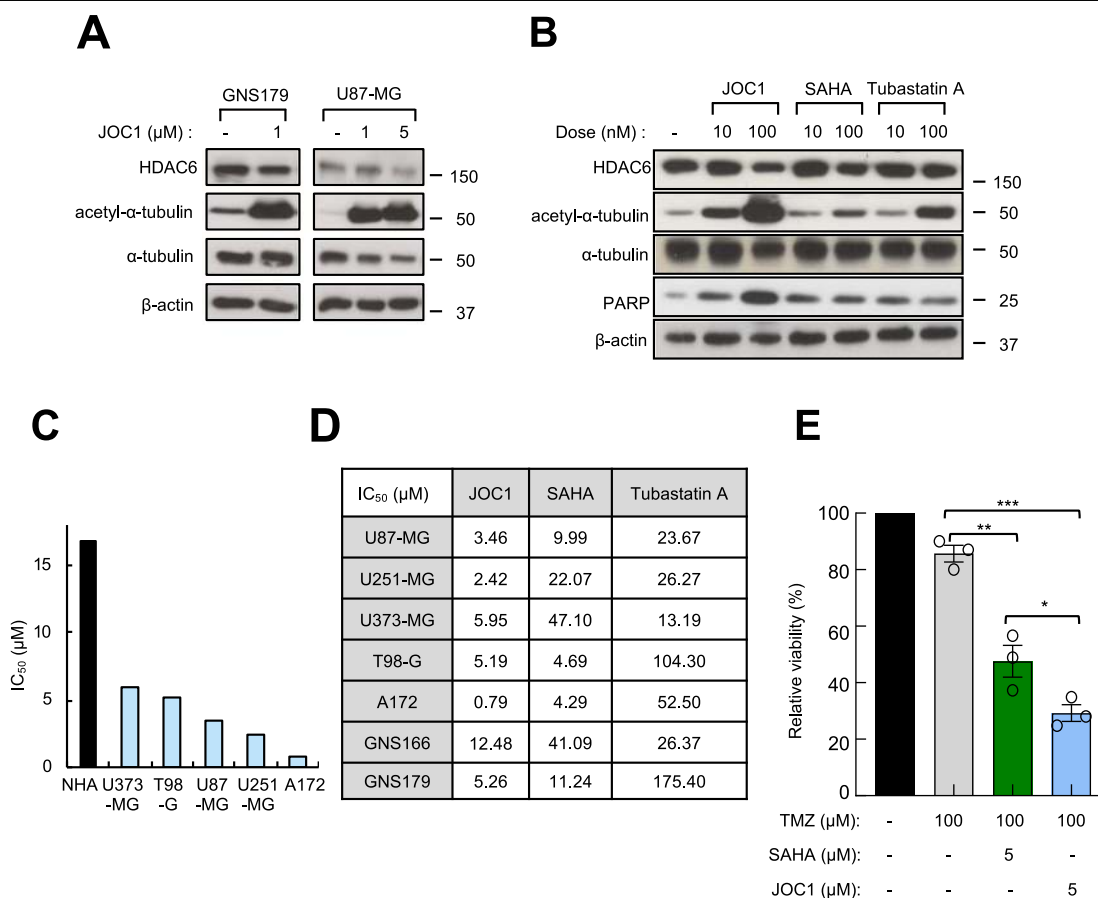 A
GNS179 U87-MG
JOC1 (µM) : - 1 - 1 5
HDAC6 150
acetyl-α-tubulin 50
α-tubulin 50
β-actin 37
B
JOC1 SAHA Tubastatin A
Dose (nM) : - 10 100 10 100 10 100
HDAC6 150
acetyl-α-tubulin 50
α-tubulin 50
PARP 25
β-actin 37
C
IC50 (µM)
15
10
5
0
NHA U373-MG T98-G U87-MG U251-MG A172
D
IC50 (µM) JOC1 SAHA Tubastatin A
U87-MG 3.46 9.99 23.67
U251-MG 2.42 22.07 26.27
U373-MG 5.95 47.10 13.19
T98-G 5.19 4.69 104.30
A172 0.79 4.29 52.50
GNS166 12.48 41.09 26.37
GNS179 5.26 11.24 175.40
E
Relative viability (%)
100
80
60
40
20
0
***
**
*
TMZ (µM): - 100 100 100
SAHA (µM): - - 5 -
JOC1 (µM): - - - 5